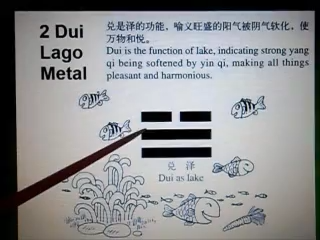 2 Dui
Lago
Metal
兑是泽的功能，喻义旺盛的阳气被阴气软化，使
万物和悦。
Dui is the function of lake, indicating strong yang
qi being softened by yin qi, making all things
pleasant and harmonious.
兑 泽
Dui as lake